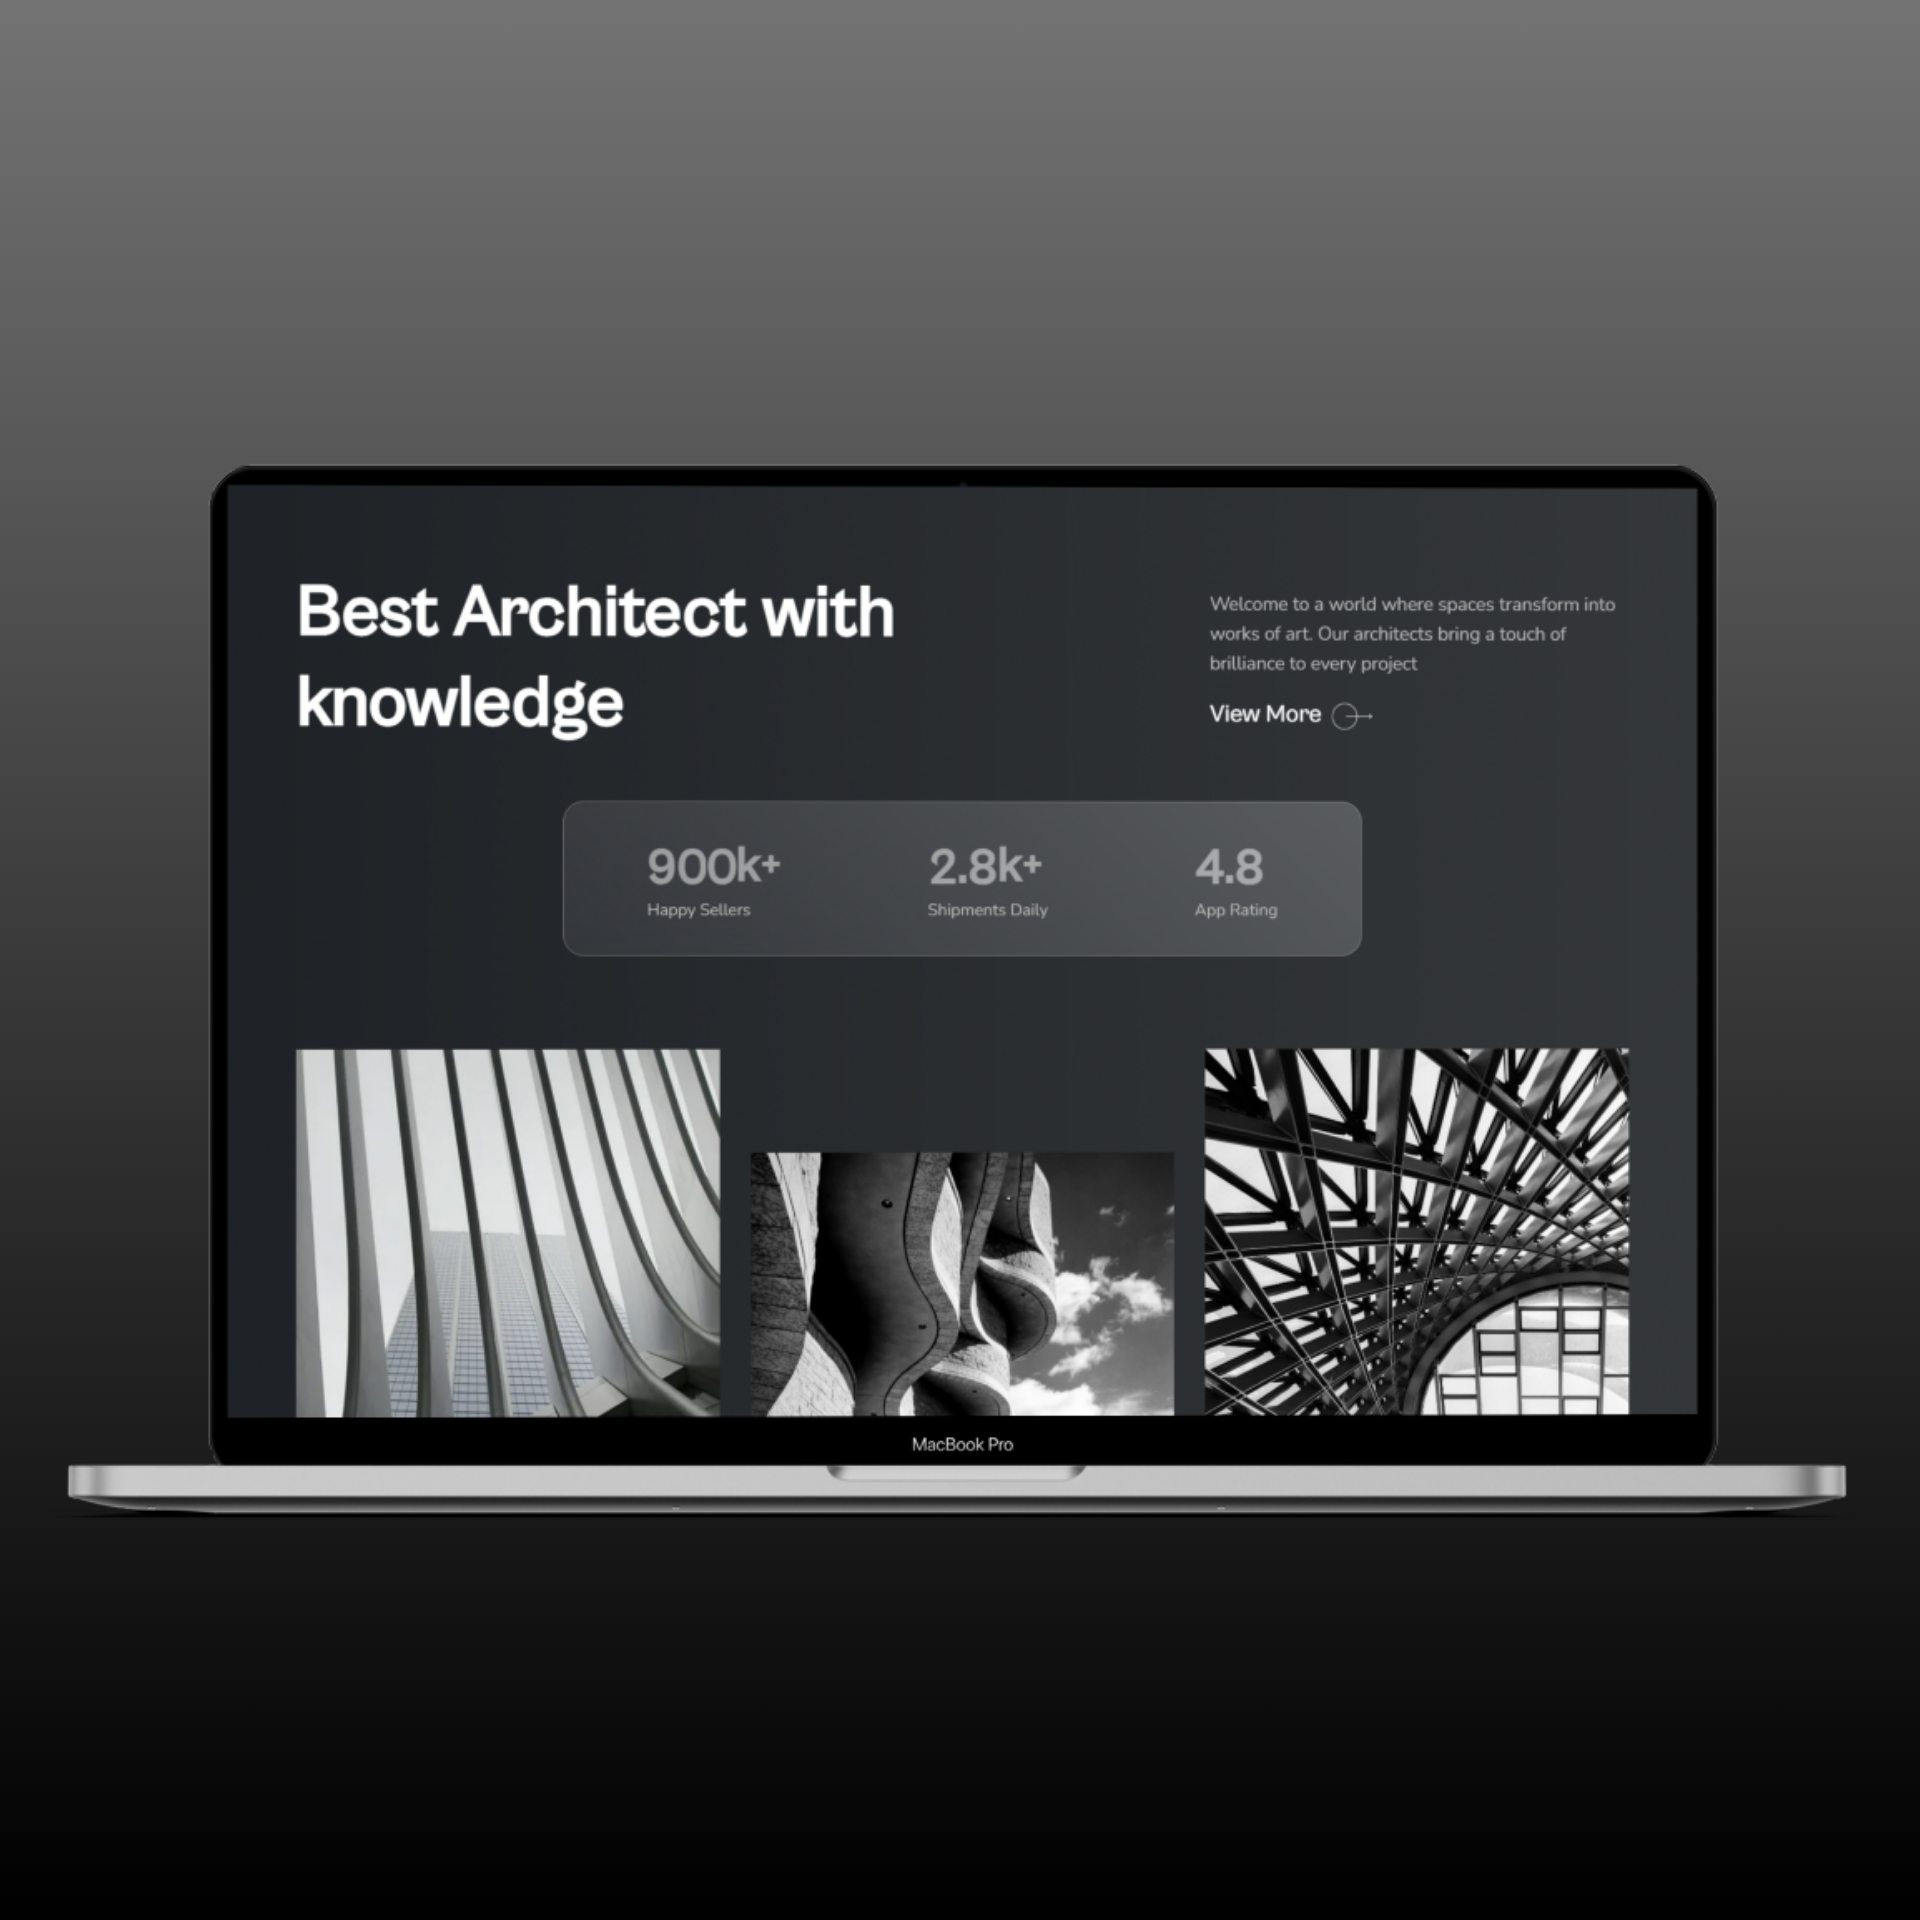 Best Architect with
knowledge
Welcome to a world where spaces transform into
works of art. Our architects bring a touch of
brilliance to every project
View More
900k+
Happy Sellers
2.8k+
Shipments Daily
4.8
App Rating
MacBook Pro